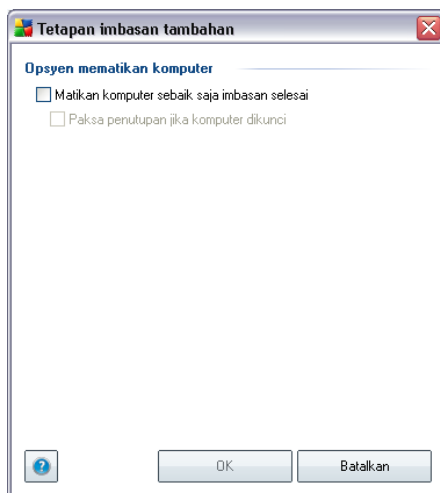 Tetapan imbasan tambahan
Opsyen mematikan komputer
Matikan komputer sebaik saja imbasan selesai
Paksa penutupan jika komputer dikunci
?
OK
Batalkan